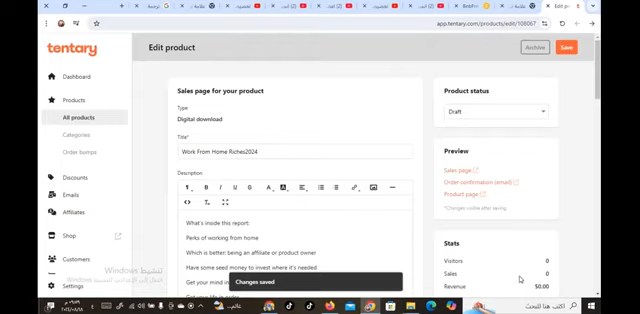 app.tentary.com/products/edit/108067
tentary
Edit product
Archive
Save
Dashboard
Products
All products
Categories
Order bumps
Discounts
Emails
Affiliates
Shop
Customers
Settings
Sales page for your product
Type
Digital download
Title*
Work From Home Riches2024
Description
What's inside this report:
Perks of working from home
Which is better: being an affiliate or product owner
Have some seed money to invest where it's needed
Get your mind in
Changes saved
Product status
Draft
Preview
Sales page
Order confirmation (email)
Product page
*Changes visible after saving.
Stats
Visitors 0
Sales 0
Revenue $0.00
تنشيط Windows
اكتب هنا للبحث